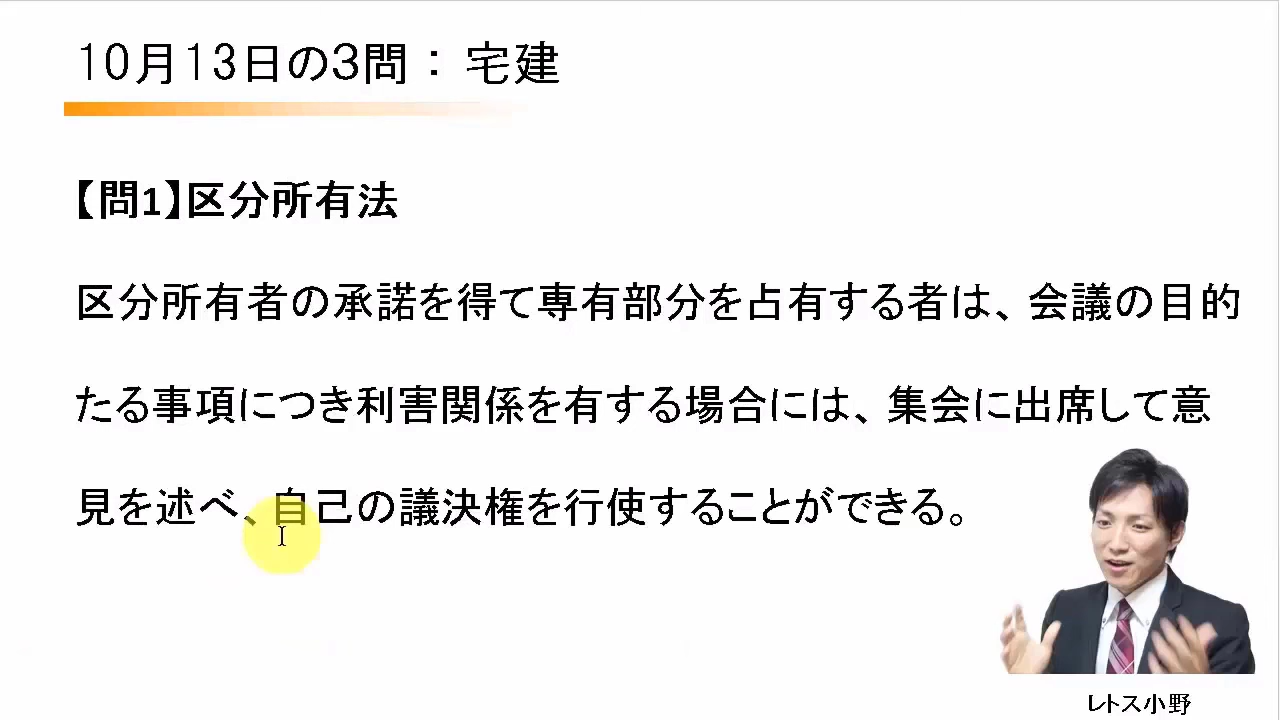 10月13日の3問：宅建
【問1】区分所有法
区分所有者の承諾を得て専有部分を占有する者は、会議の目的
たる事項につき利害関係を有する場合には、集会に出席して意
見を述べ、自己の議決権を行使することができる。
レトス小野